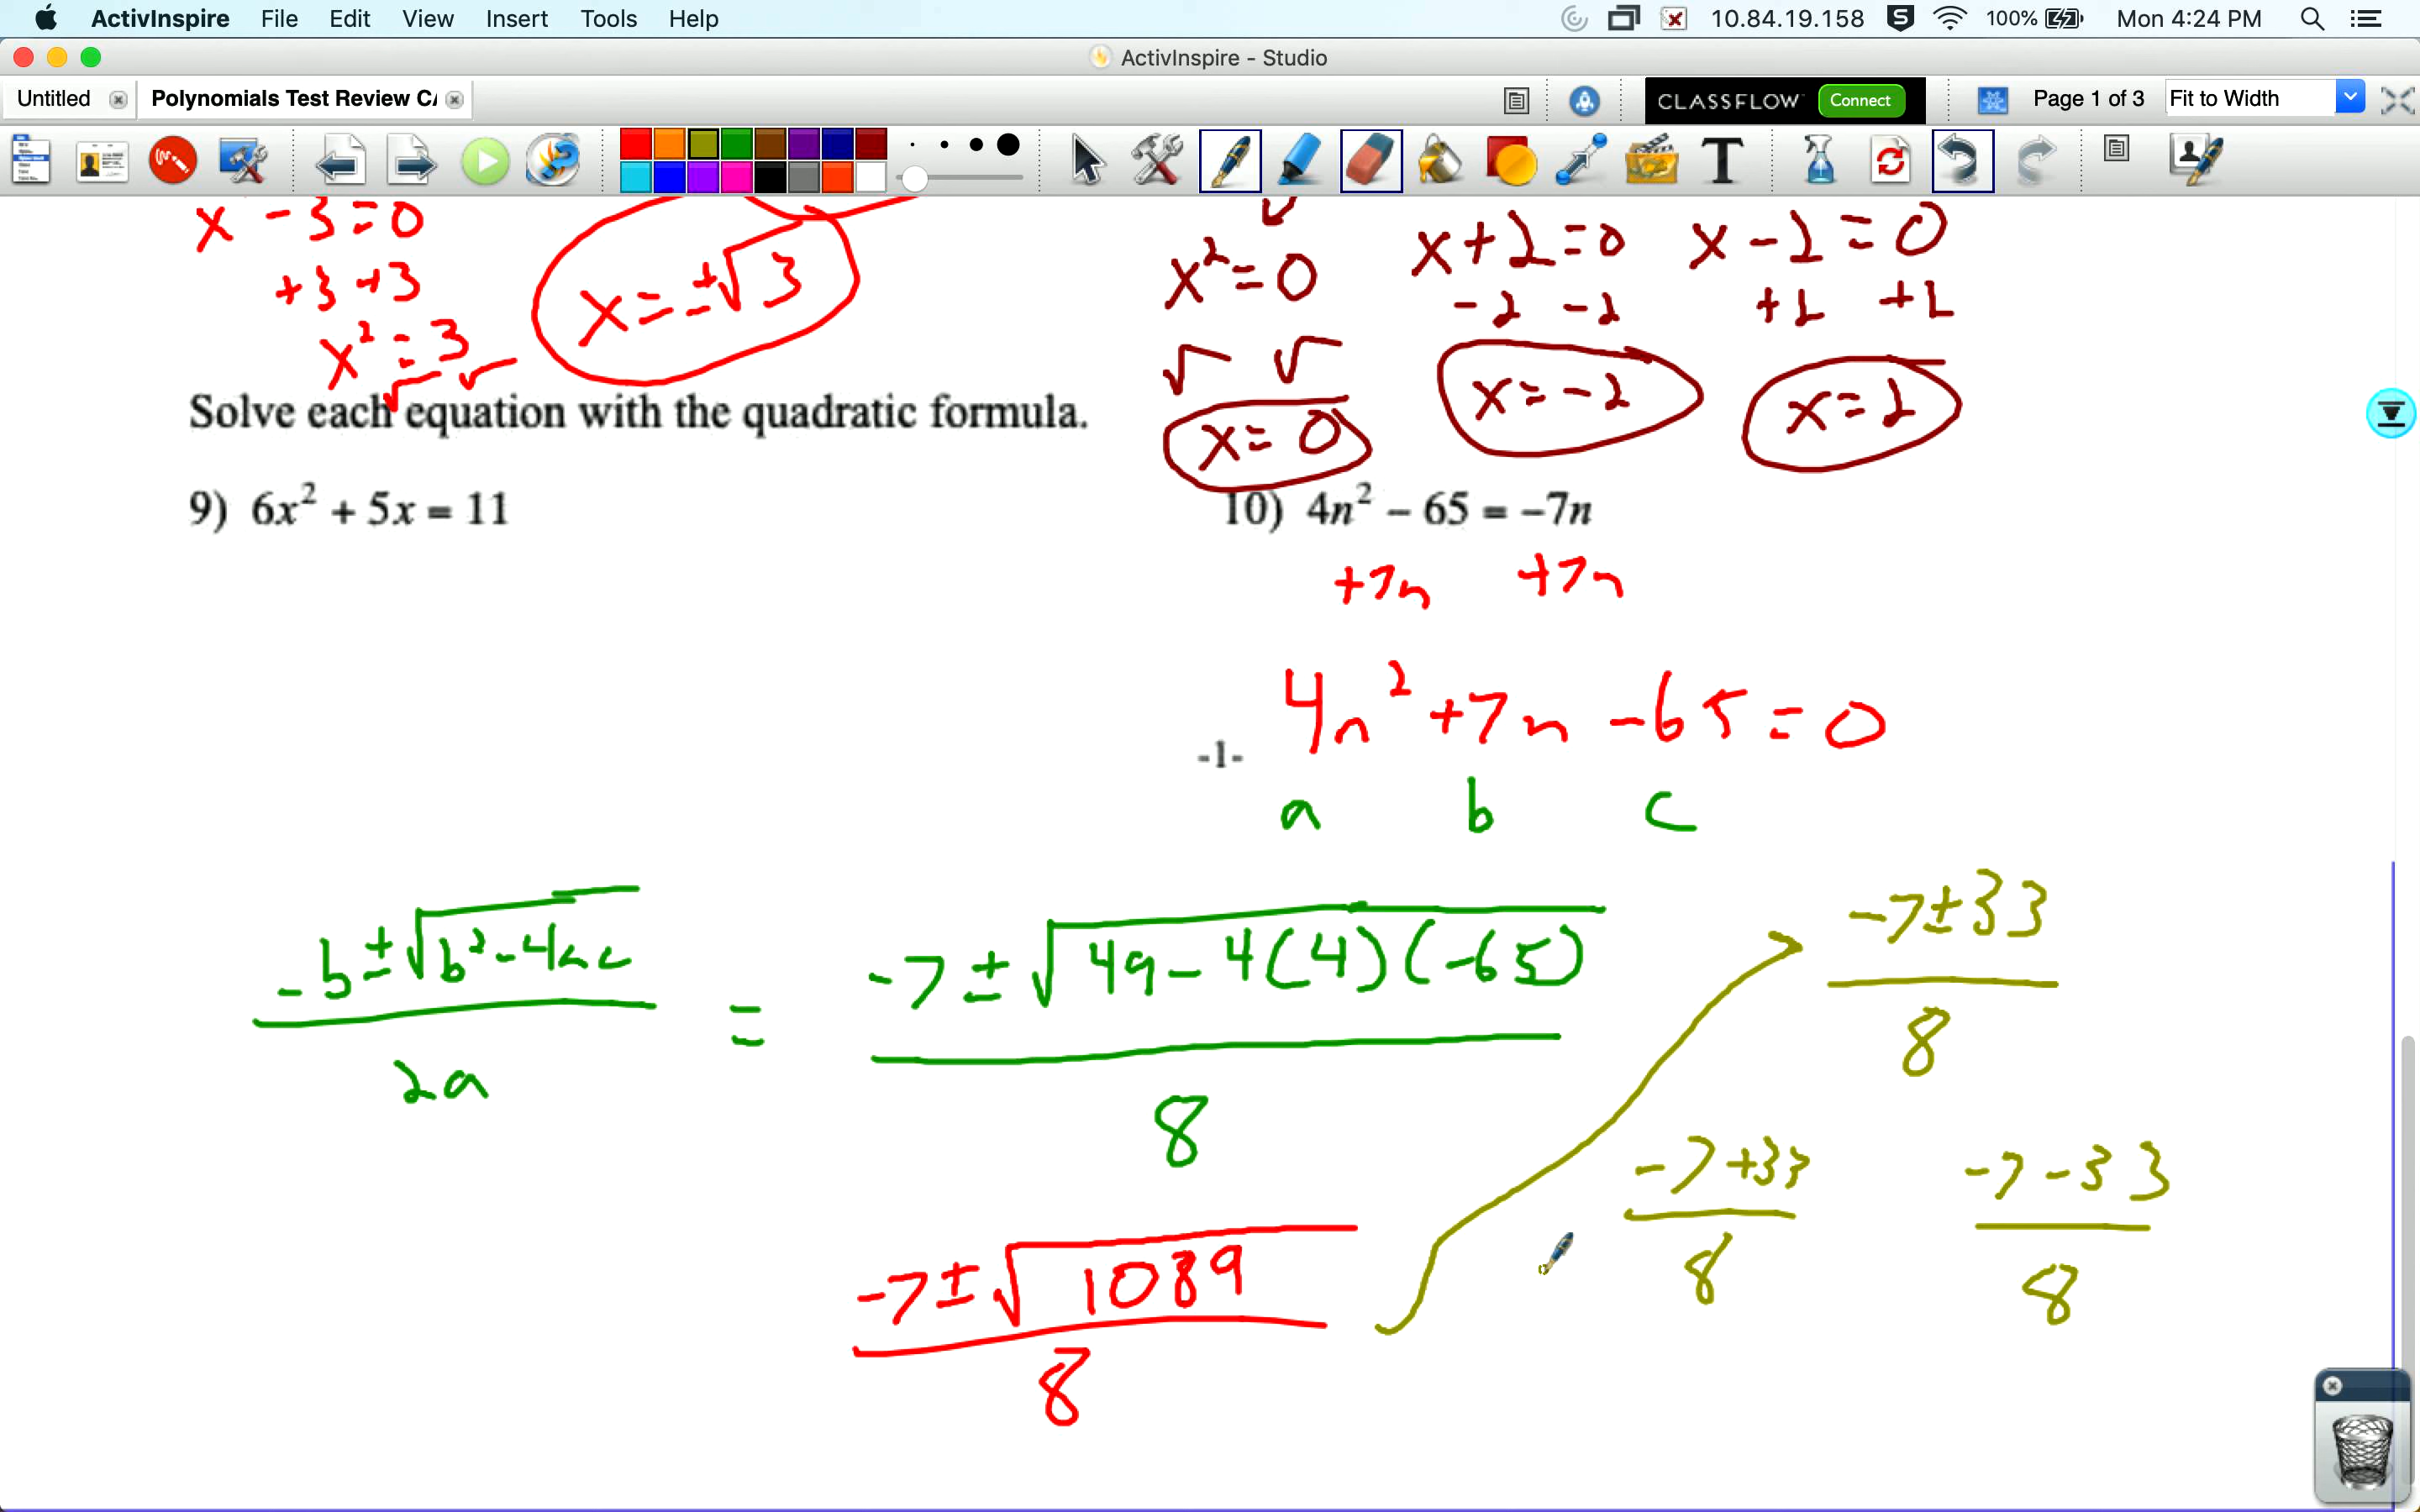 ActivInspire File Edit View Insert Tools Help
10.84.19.158 S 100% Mon 4:24 PM
ActivInspire - Studio
Untitled Polynomials Test Review CA
CLASSFLOW Connect Page 1 of 3 Fit to Width
T
x - 3 = 0
+3 +3
x² = 3
√ √
x = ±√3
x² = 0
√ √
x = 0
x + 2 = 0
- 2 - 2
x = -2
x - 2 = 0
+2 +2
x = 2
Solve each equation with the quadratic formula.
9) 6x² + 5x = 11
10) 4n² − 65 = −7n
+7n +7n
4n² + 7n - 65 = 0
-1-
a b c
-b ± √b² - 4ac
2a
=
-7 ± √49 - 4(4)(-65)
8
-7 ± √1089
8
-7 ± 33
8
-7 + 33
8
-7 - 33
8